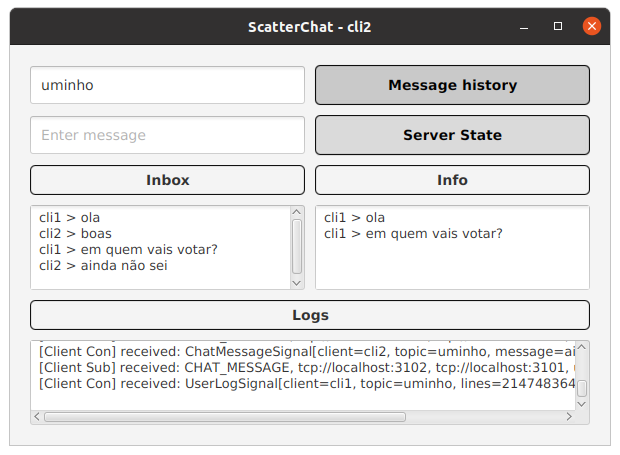 ScatterChat - cli2
uminho
Message history
Enter message
Server State
Inbox
Info
cli1 > ola
cli2 > boas
cli1 > em quem vais votar?
cli2 > ainda não sei
cli1 > ola
cli1 > em quem vais votar?
Logs
[Client Con] received: ChatMessageSignal[client=cli2, topic=uminho, message=ai
[Client Sub] received: CHAT_MESSAGE, tcp://localhost:3102, tcp://localhost:3101,
[Client Con] received: UserLogSignal[client=cli1, topic=uminho, lines=214748364